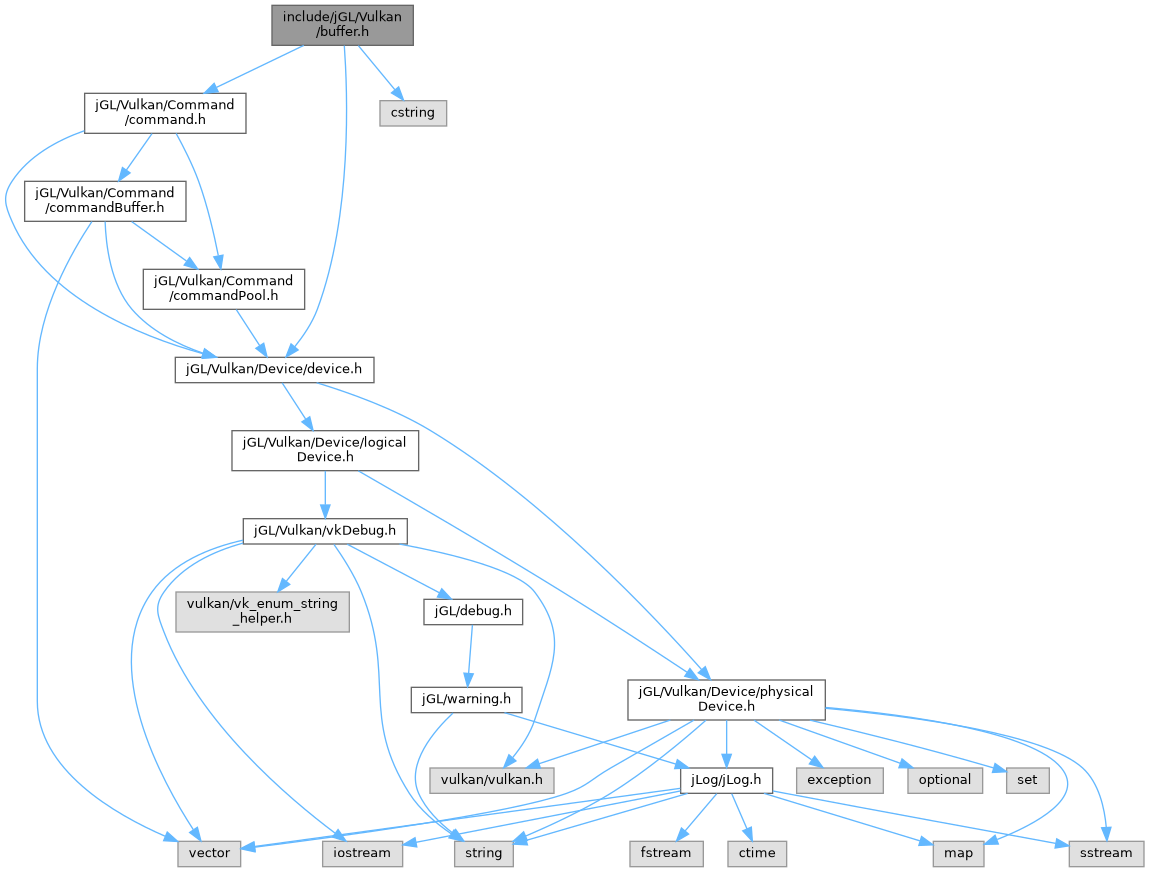 include/jGL/Vulkan
/buffer.h
jGL/Vulkan/Command
/command.h
cstring
jGL/Vulkan/Command
/commandBuffer.h
jGL/Vulkan/Command
/commandPool.h
jGL/Vulkan/Device/device.h
jGL/Vulkan/Device/logical
Device.h
jGL/Vulkan/vkDebug.h
vulkan/vk_enum_string
_helper.h
jGL/debug.h
jGL/warning.h
jGL/Vulkan/Device/physical
Device.h
vulkan/vulkan.h
jLog/jLog.h
exception
optional
set
vector
iostream
string
fstream
ctime
map
sstream